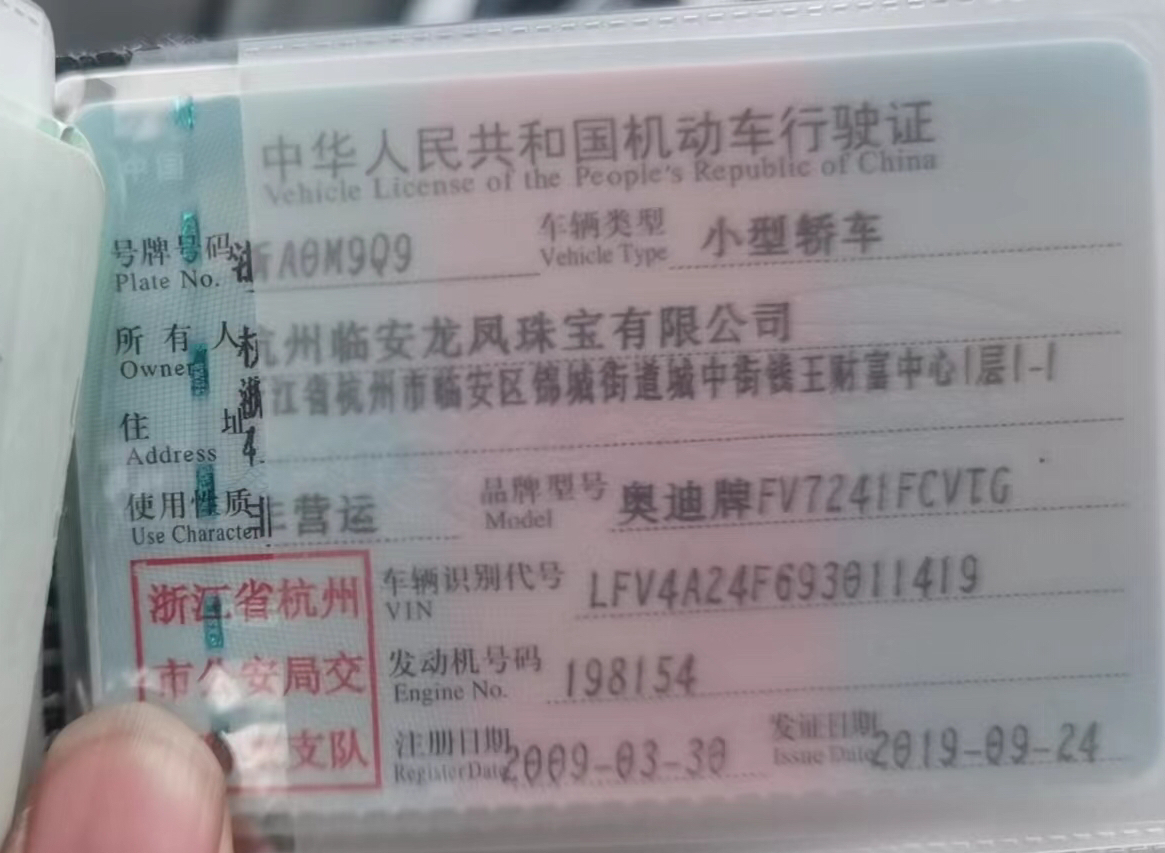 中华人民共和国机动车行驶证
Vehicle License of the People's Republic of China
号牌号码 浙A0M9Q9 车辆类型 小型轿车
Plate No. Vehicle Type
所有人 杭州临安龙凤珠宝有限公司
Owner
浙江省杭州市临安区锦城街道城中街钱王财富中心1层1-1
住址 4
Address
使用性质 非营运 品牌型号 奥迪牌FV7241FCVTG
Use Character Model
浙江省杭州
市公安局交
支队
车辆识别代号 LFV4A24F693011419
VIN
发动机号码 198154
Engine No.
注册日期 2009-03-30 发证日期 2019-09-24
Register Date Issue Date
中国